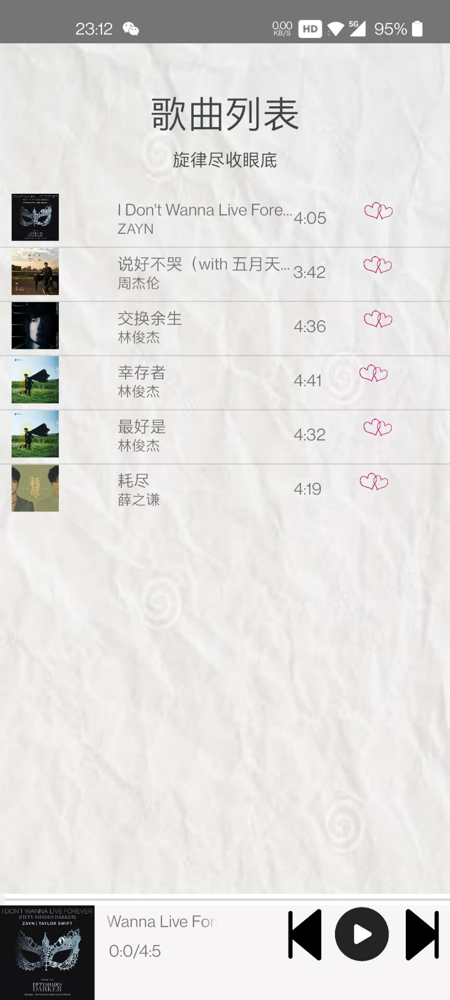 23:12
0.00
KB/S
HD
5G
95%
歌曲列表
旋律尽收眼底
I Don't Wanna Live Fore...
4:05
ZAYN
说好不哭（with 五月天...
3:42
周杰伦
交换余生
4:36
林俊杰
幸存者
4:41
林俊杰
最好是
4:32
林俊杰
耗尽
4:19
薛之谦
I DON'T WANNA LIVE FOREVER
(FIFTY SHADES DARKER)
ZAYN | TAYLOR SWIFT
FROM THE
FIFTY SHADES
DARKER
ORIGINAL MOTION PICTURE SOUNDTRACK
Wanna Live For
0:0/4:5